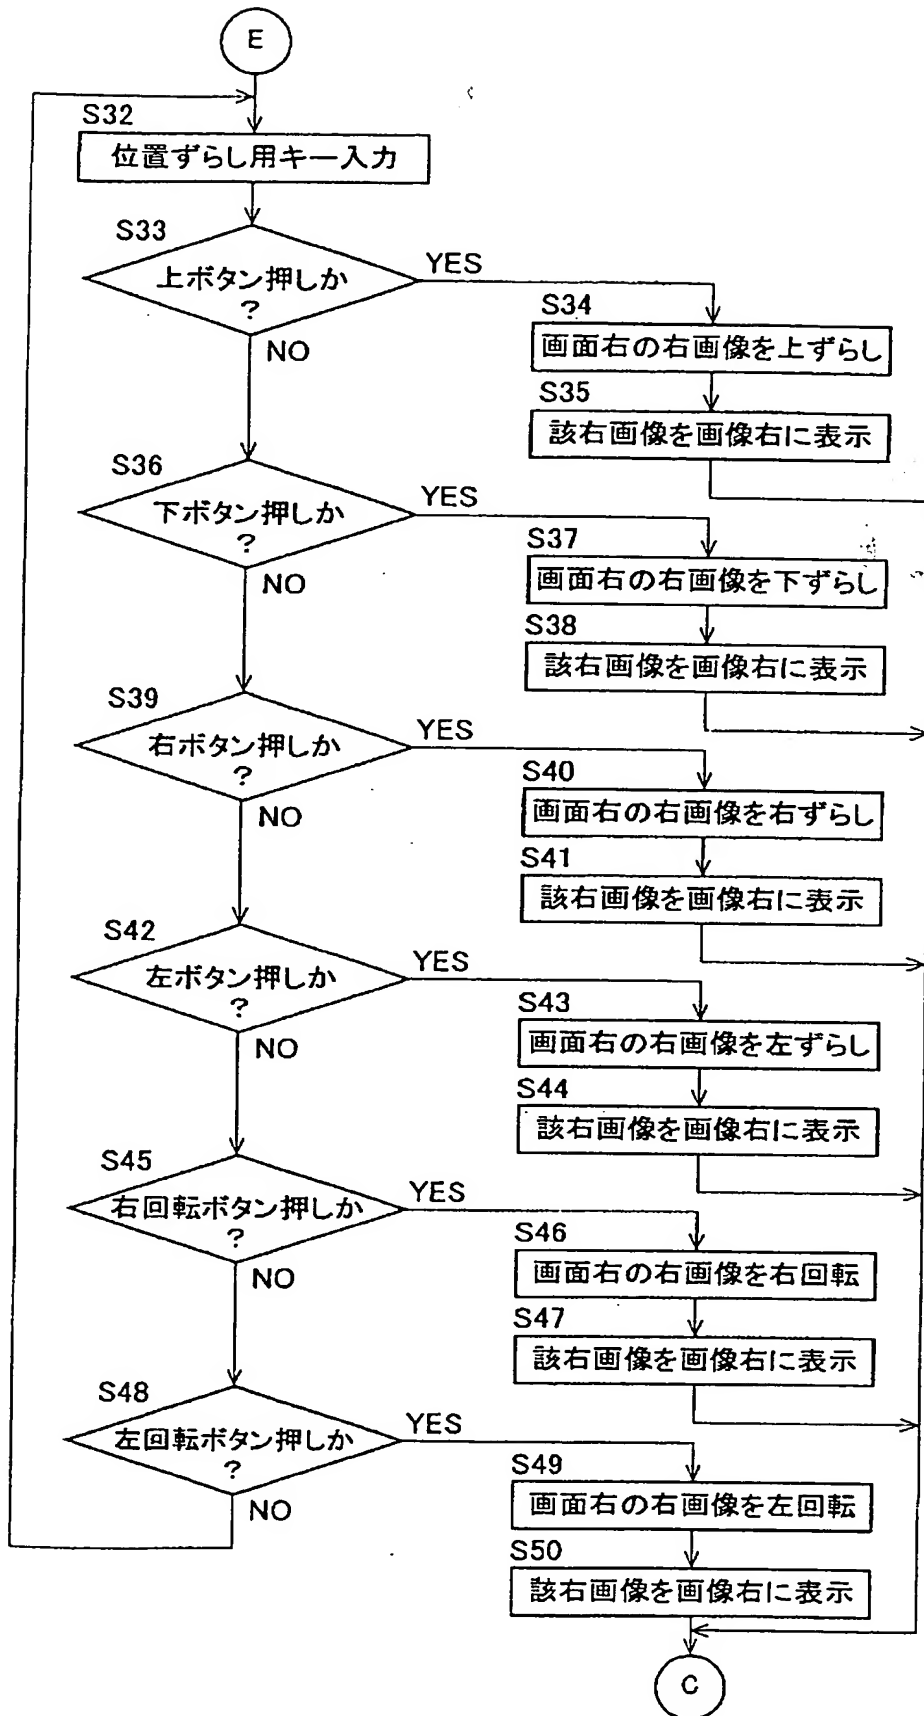 E
S32
位置ずらし用キー入力
S33
上ボタン押しか
?
YES
NO
S34
画面右の右画像を上ずらし
S35
該右画像を画像右に表示
S36
下ボタン押しか
?
YES
NO
S37
画面右の右画像を下ずらし
S38
該右画像を画像右に表示
S39
右ボタン押しか
?
YES
NO
S40
画面右の右画像を右ずらし
S41
該右画像を画像右に表示
S42
左ボタン押しか
?
YES
NO
S43
画面右の右画像を左ずらし
S44
該右画像を画像右に表示
S45
右回転ボタン押しか
?
YES
NO
S46
画面右の右画像を右回転
S47
該右画像を画像右に表示
S48
左回転ボタン押しか
?
YES
NO
S49
画面右の右画像を左回転
S50
該右画像を画像右に表示
C